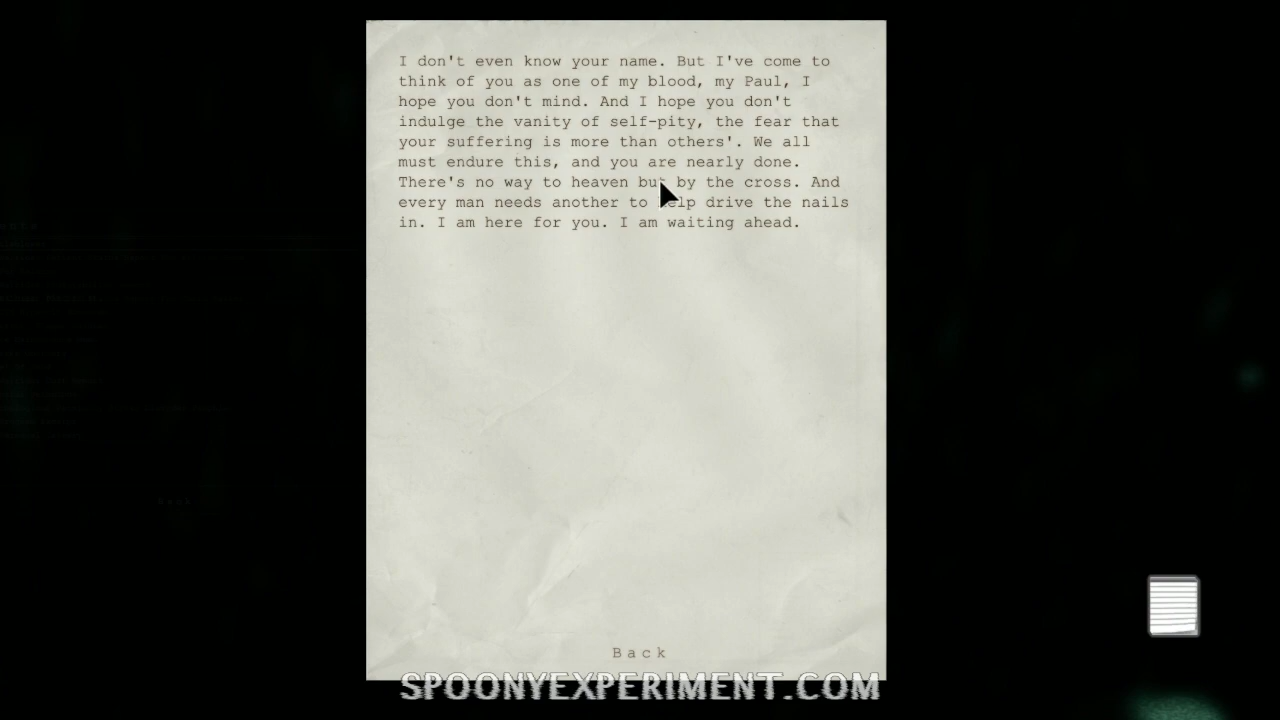 I don't even know your name. But I've come to
think of you as one of my blood, my Paul, I
hope you don't mind. And I hope you don't
indulge the vanity of self-pity, the fear that
your suffering is more than others'. We all
must endure this, and you are nearly done.
There's no way to heaven but by the cross. And
every man needs another to help drive the nails
in. I am here for you. I am waiting ahead.
Back
SPOONYEXPERIMENT.COM